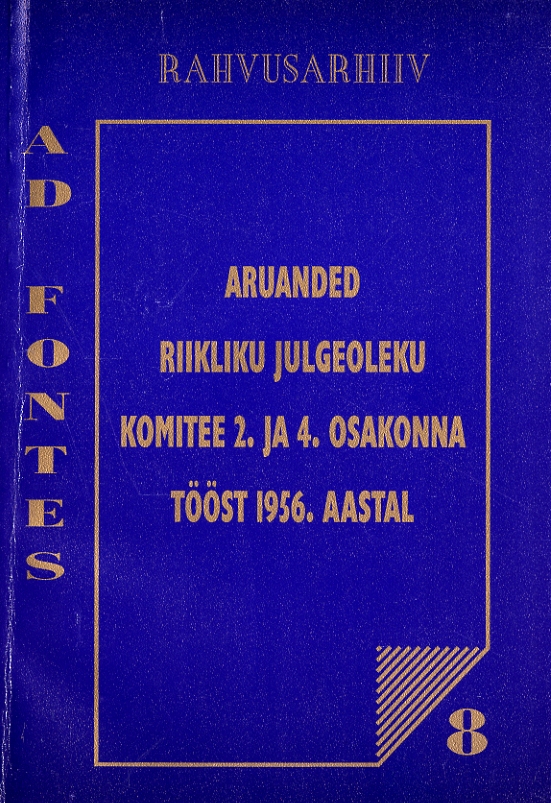 RAHVUSARHIIV
AD FONTES
ARUANDED
RIIKLIKU JULGEOLEKU
KOMITEE 2. JA 4. OSAKONNA
TÖÖST 1956. AASTAL
8